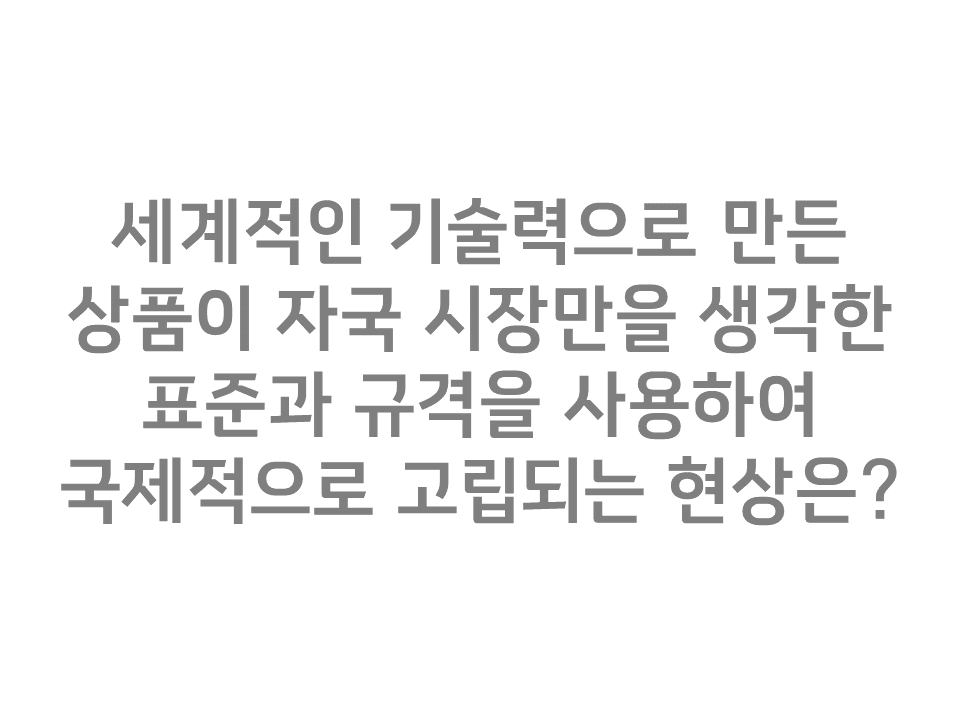 세계적인 기술력으로 만든
상품이 자국 시장만을 생각한
표준과 규격을 사용하여
국제적으로 고립되는 현상은?